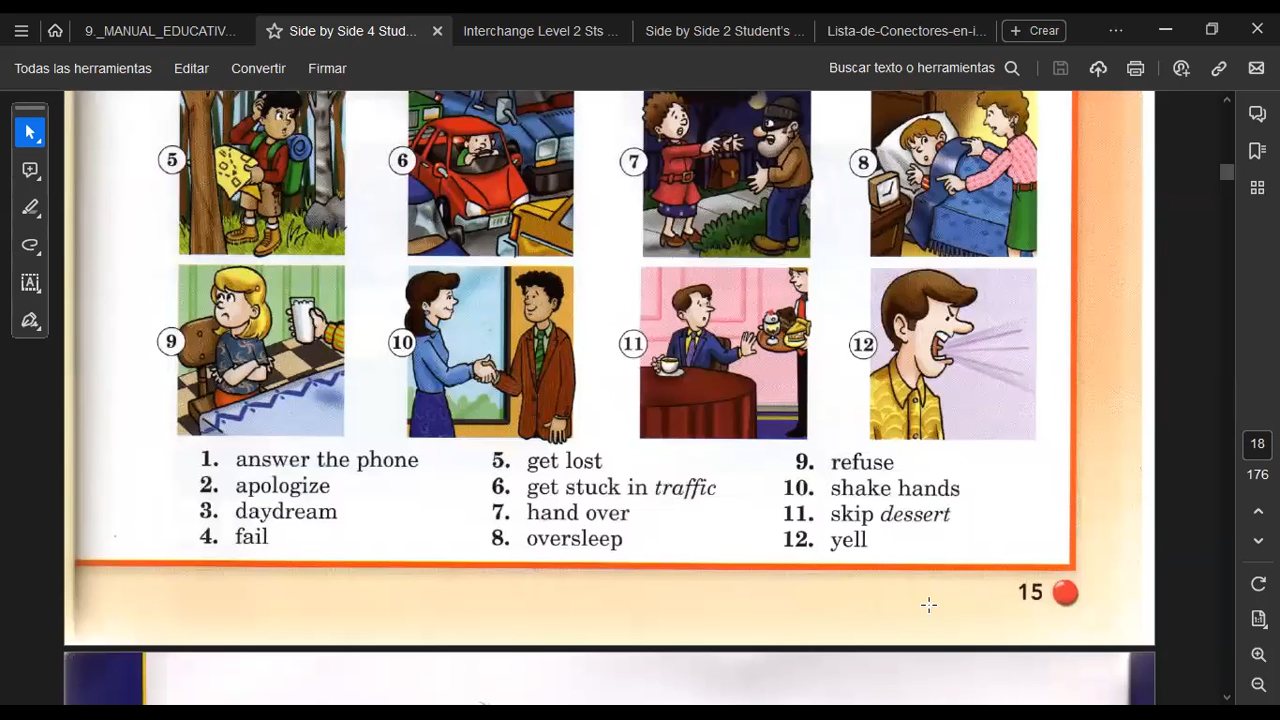 9._MANUAL_EDUCATIV...
Side by Side 4 Stud...
Interchange Level 2 Sts ...
Side by Side 2 Student's ...
Lista-de-Conectores-en-i...
+ Crear
Todas las herramientas
Editar
Convertir
Firmar
Buscar texto o herramientas
5
6
7
8
9
10
11
12
1. answer the phone
2. apologize
3. daydream
4. fail
5. get lost
6. get stuck in traffic
7. hand over
8. oversleep
9. refuse
10. shake hands
11. skip dessert
12. yell
15
18
176